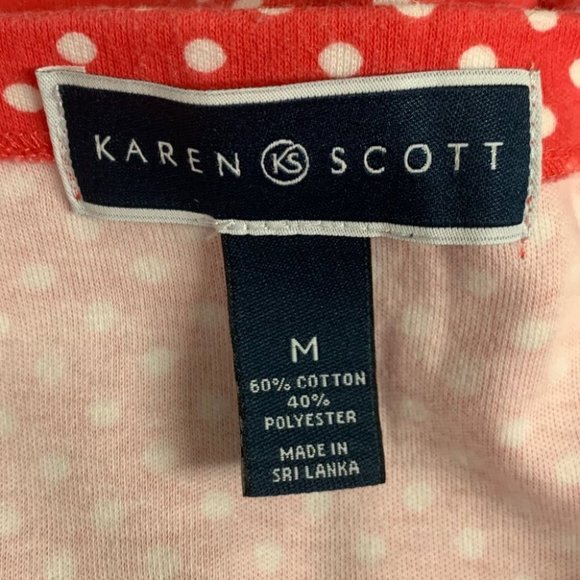 KAREN KS SCOTT
M
60% COTTON
40%
POLYESTER
MADE IN
SRI LANKA